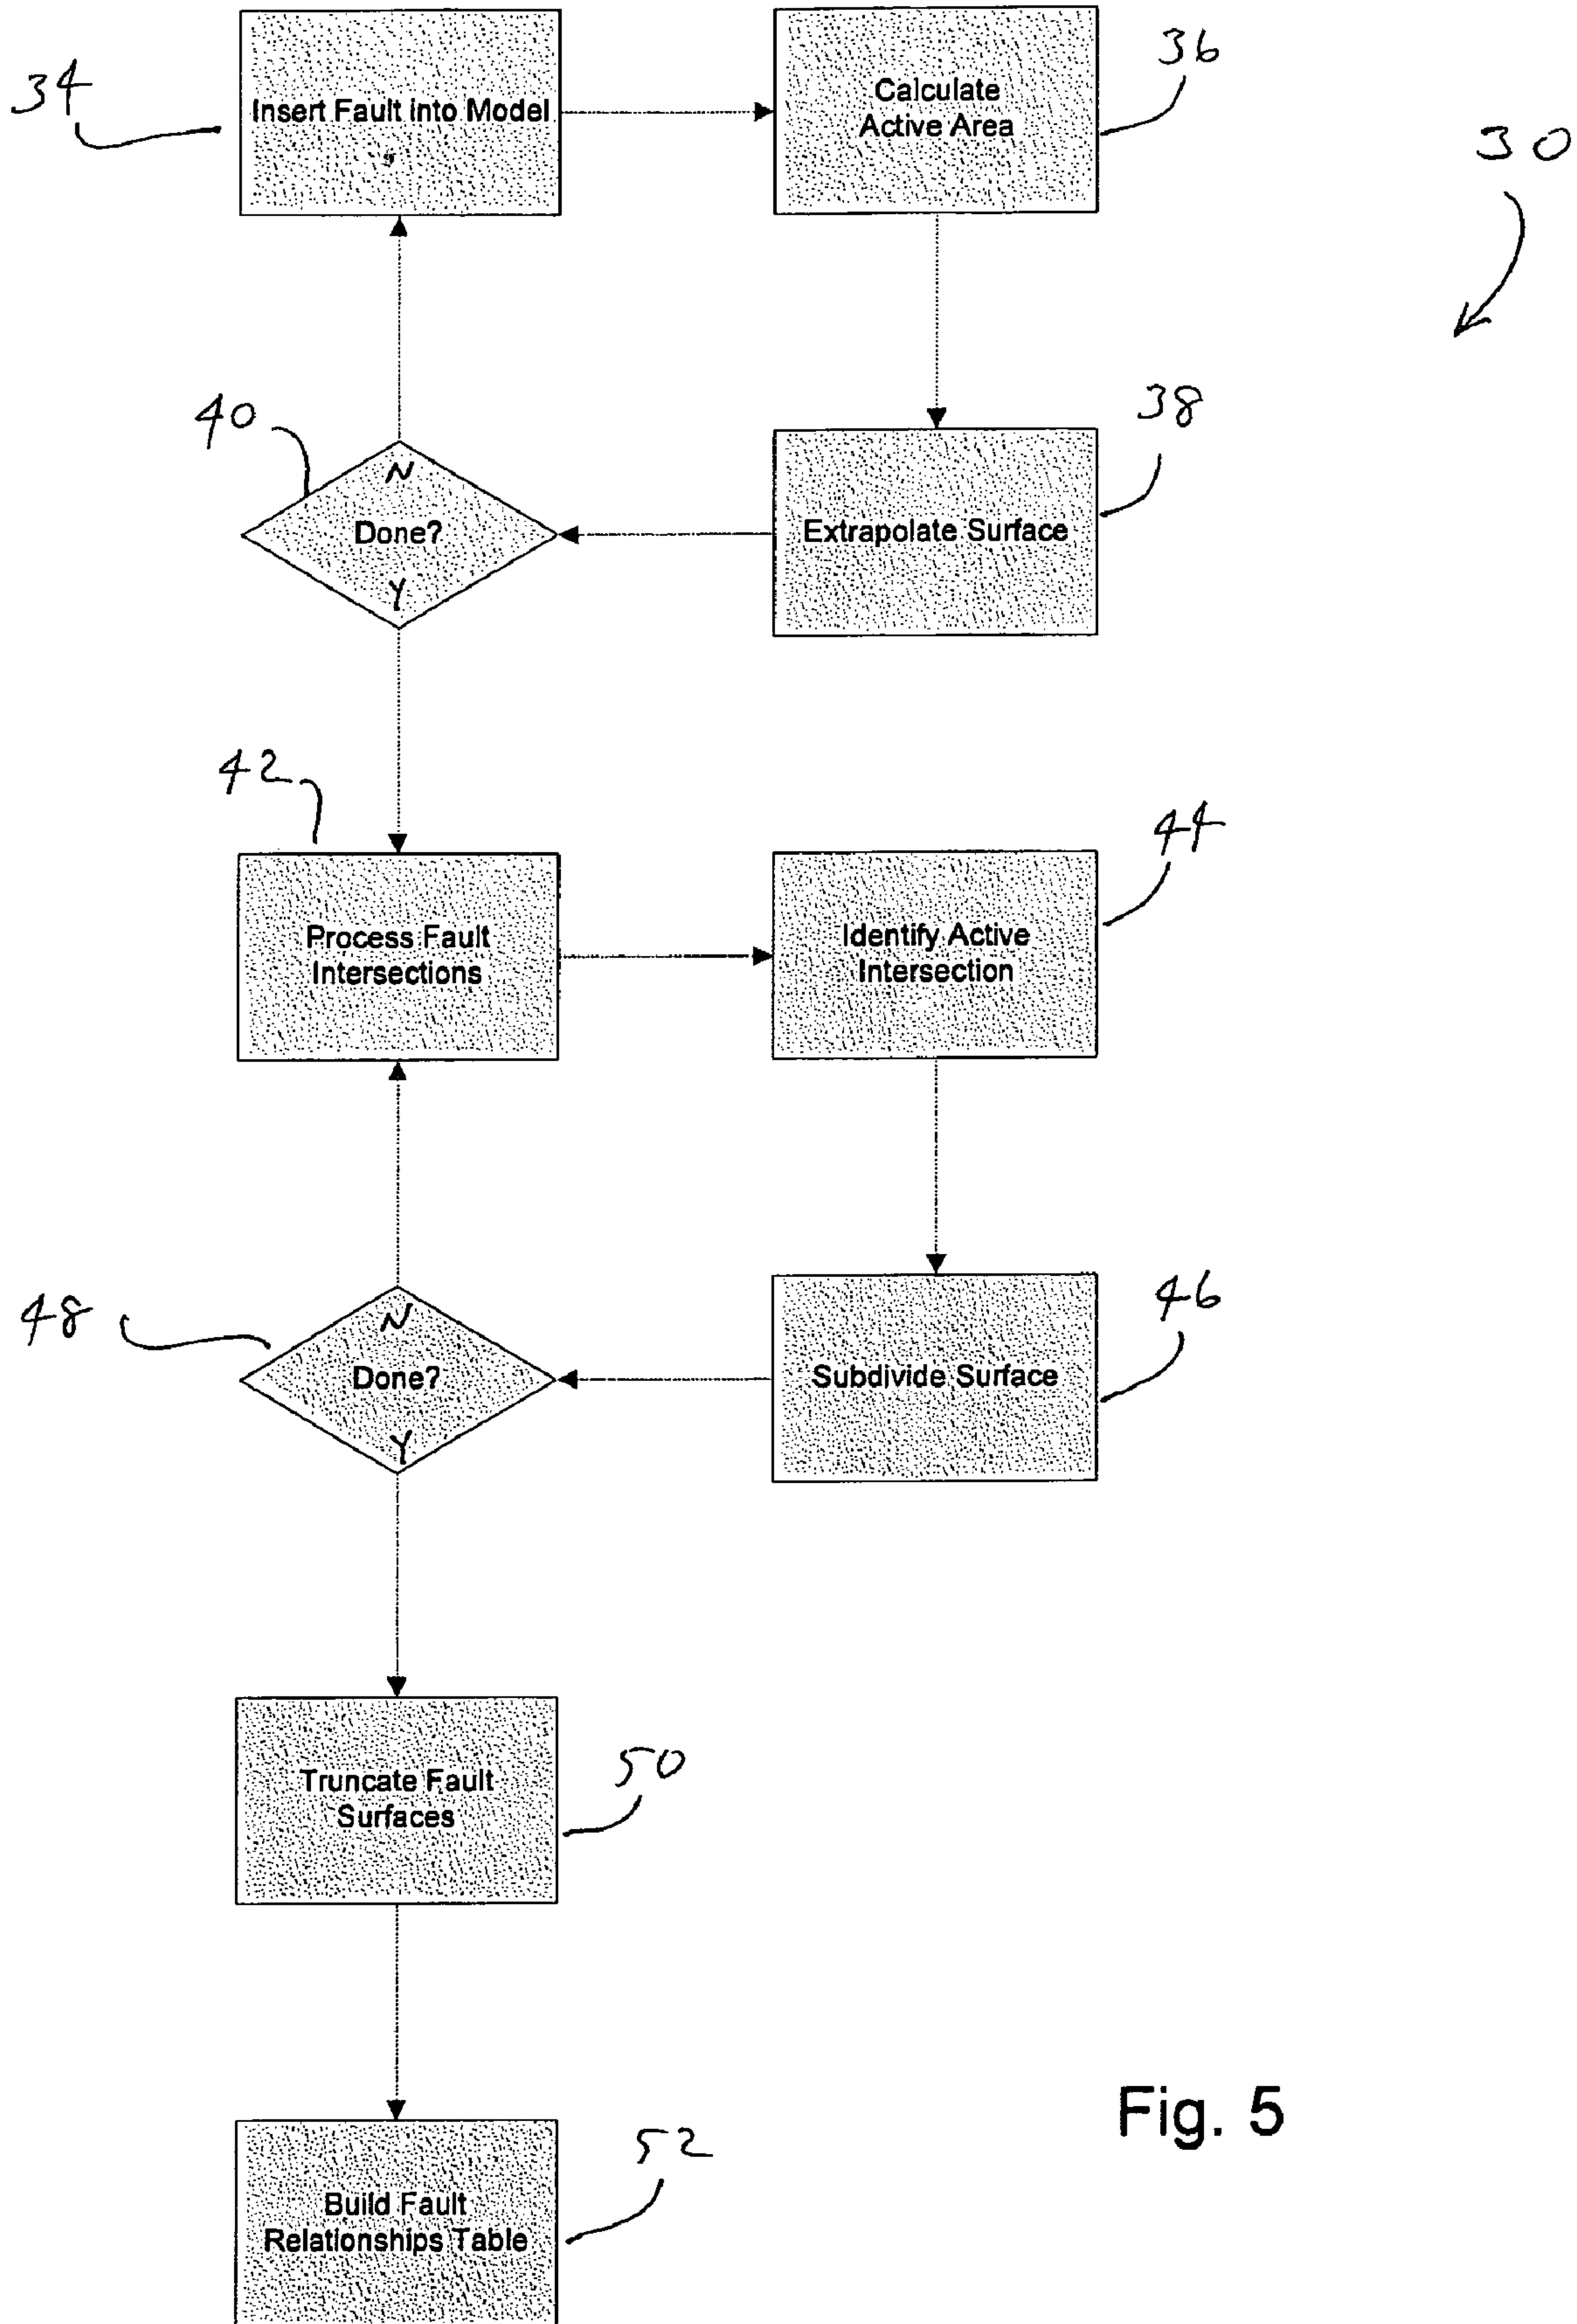 34
Insert Fault into Model
Calculate
Active Area
36
30
40
N
Done?
Y
Extrapolate Surface
38
42
Process Fault
Intersections
Identify Active
Intersection
44
48
N
Done?
Y
Subdivide Surface
46
Truncate Fault
Surfaces
50
Build Fault
Relationships Table
52
Fig. 5